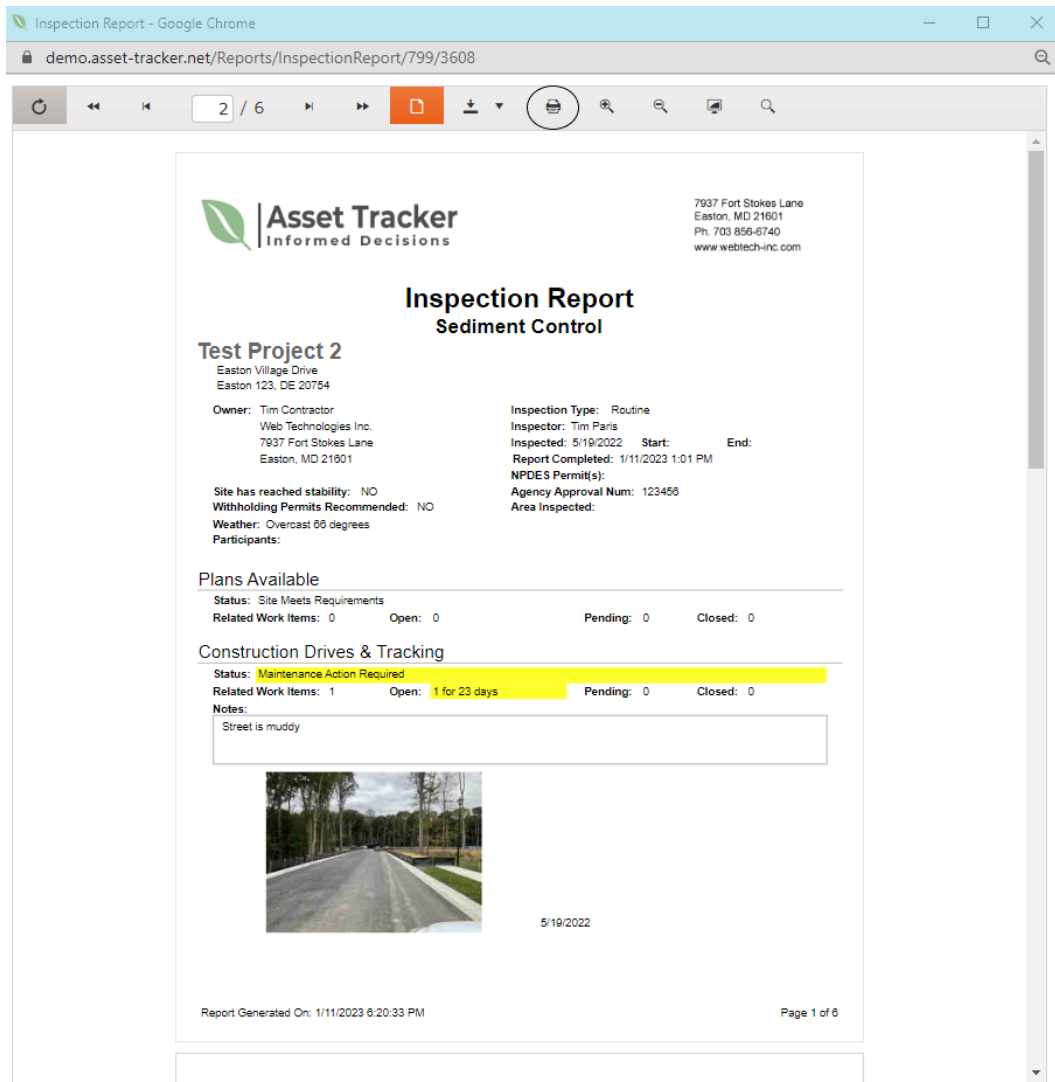 Inspection Report - Google Chrome
demo.asset-tracker.net/Reports/InspectionReport/799/3608
2 / 6
Asset Tracker
Informed Decisions
7937 Fort Stokes Lane
Easton, MD 21601
Ph. 703 856-6740
www.webtech-inc.com
Inspection Report
Sediment Control
Test Project 2
Easton Village Drive
Easton 123, DE 20754
Owner: Tim Contractor
Web Technologies Inc.
7937 Fort Stokes Lane
Easton, MD 21601
Inspection Type: Routine
Inspector: Tim Paris
Inspected: 5/19/2022 Start: End:
Report Completed: 1/11/2023 1:01 PM
NPDES Permit(s):
Agency Approval Num: 123456
Area Inspected:
Site has reached stability: NO
Withholding Permits Recommended: NO
Weather: Overcast 66 degrees
Participants:
Plans Available
Status: Site Meets Requirements
Related Work Items: 0 Open: 0 Pending: 0 Closed: 0
Construction Drives & Tracking
Status: Maintenance Action Required
Related Work Items: 1 Open: 1 for 23 days Pending: 0 Closed: 0
Notes:
Street is muddy
5/19/2022
Report Generated On: 1/11/2023 6:20:33 PM Page 1 of 6